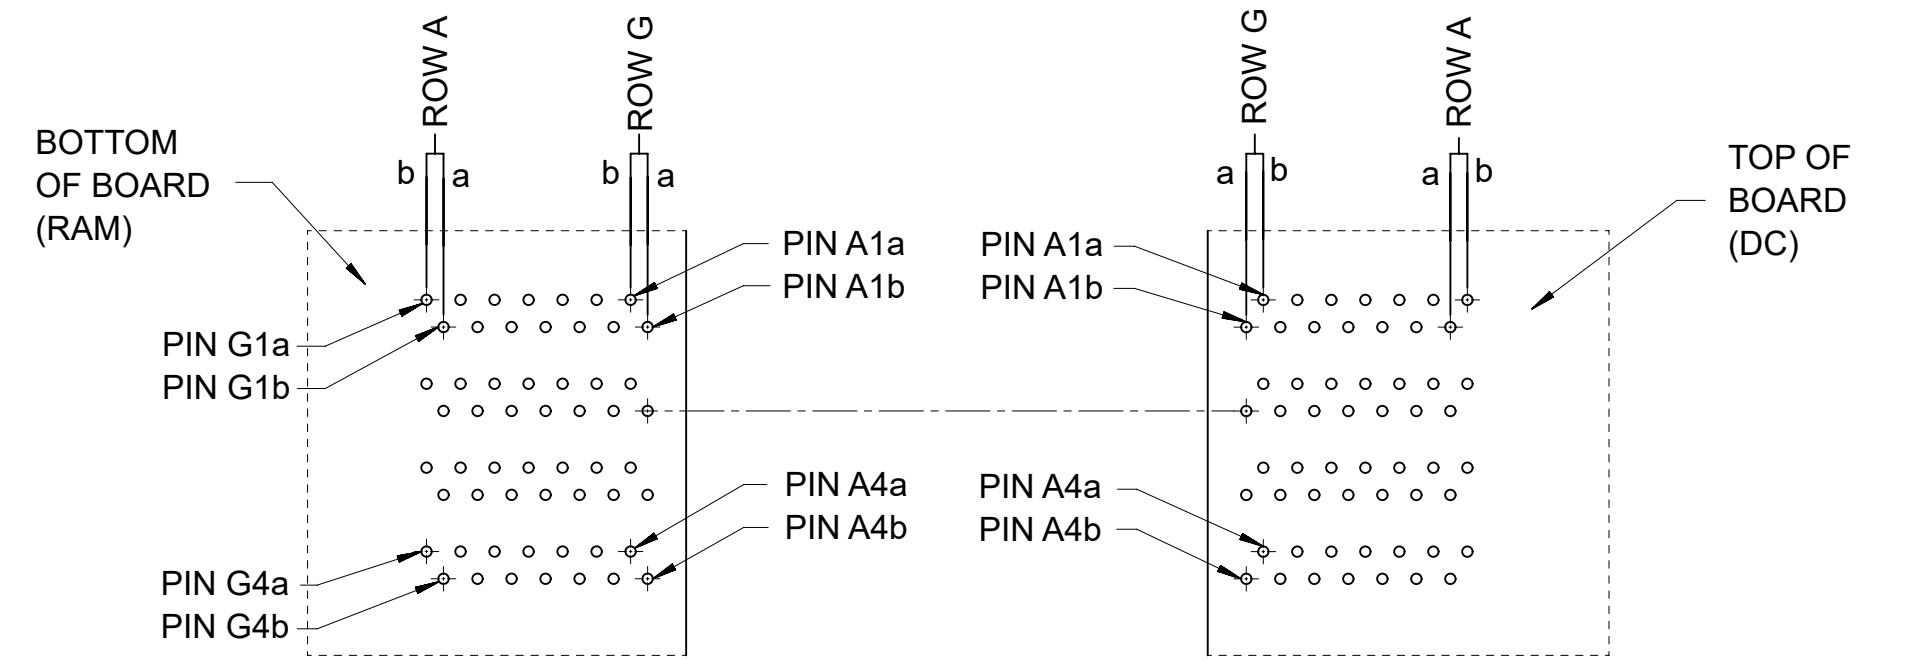 ROW A
ROW G
ROW G
ROW A
b
a
b
a
a
b
a
b
BOTTOM
OF BOARD
(RAM)
TOP OF
BOARD
(DC)
PIN A1a
PIN A1b
PIN A1a
PIN A1b
PIN G1a
PIN G1b
PIN A4a
PIN A4b
PIN A4a
PIN A4b
PIN G4a
PIN G4b